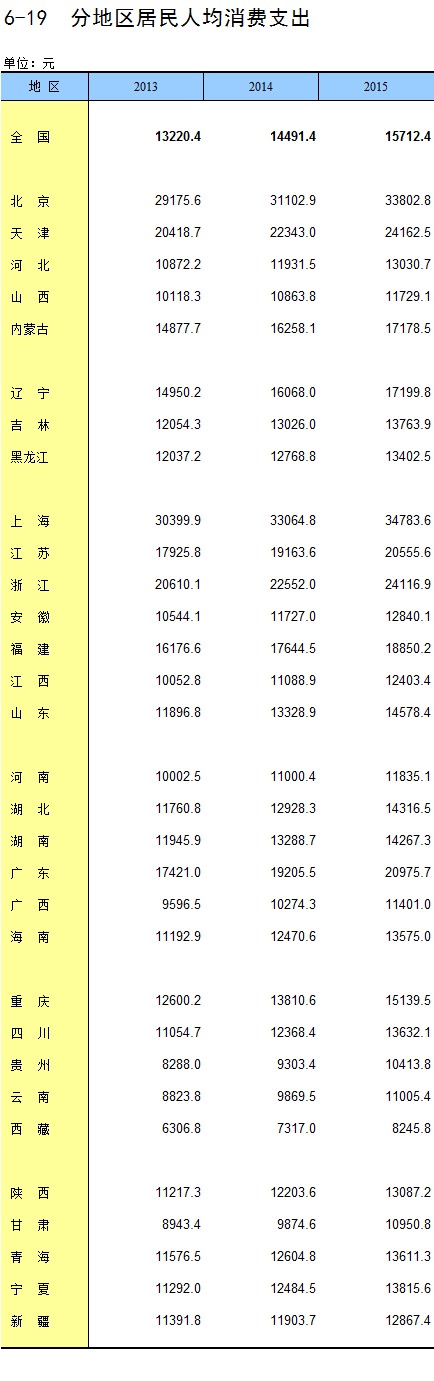 6-19 分地区居民人均消费支出
单位：元
地 区 2013 2014 2015
全 国 13220.4 14491.4 15712.4
北 京 29175.6 31102.9 33802.8
天 津 20418.7 22343.0 24162.5
河 北 10872.2 11931.5 13030.7
山 西 10118.3 10863.8 11729.1
内蒙古 14877.7 16258.1 17178.5
辽 宁 14950.2 16068.0 17199.8
吉 林 12054.3 13026.0 13763.9
黑龙江 12037.2 12768.8 13402.5
上 海 30399.9 33064.8 34783.6
江 苏 17925.8 19163.6 20555.6
浙 江 20610.1 22552.0 24116.9
安 徽 10544.1 11727.0 12840.1
福 建 16176.6 17644.5 18850.2
江 西 10052.8 11088.9 12403.4
山 东 11896.8 13328.9 14578.4
河 南 10002.5 11000.4 11835.1
湖 北 11760.8 12928.3 14316.5
湖 南 11945.9 13288.7 14267.3
广 东 17421.0 19205.5 20975.7
广 西 9596.5 10274.3 11401.0
海 南 11192.9 12470.6 13575.0
重 庆 12600.2 13810.6 15139.5
四 川 11054.7 12368.4 13632.1
贵 州 8288.0 9303.4 10413.8
云 南 8823.8 9869.5 11005.4
西 藏 6306.8 7317.0 8245.8
陕 西 11217.3 12203.6 13087.2
甘 肃 8943.4 9874.6 10950.8
青 海 11576.5 12604.8 13611.3
宁 夏 11292.0 12484.5 13815.6
新 疆 11391.8 11903.7 12867.4